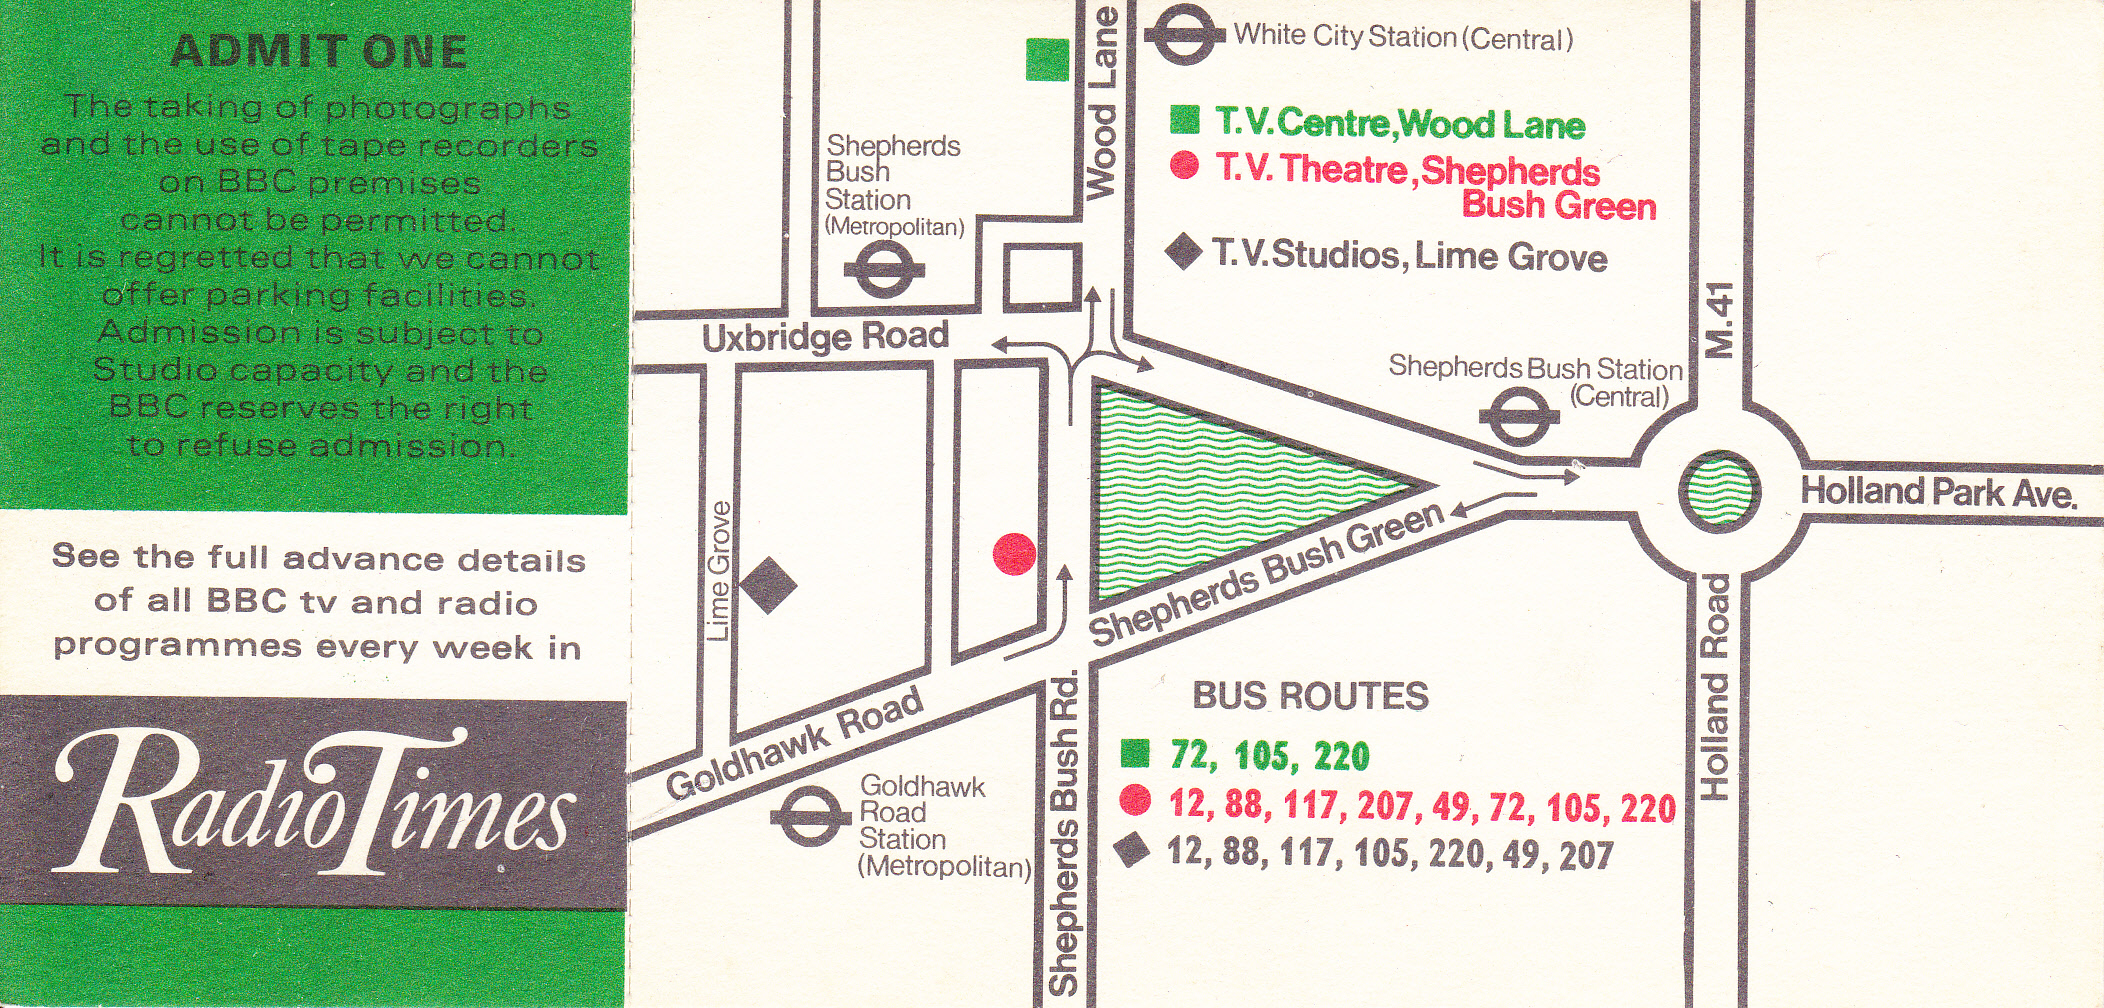 ADMIT ONE
The taking of photographs
and the use of tape recorders
on BBC premises
cannot be permitted.
It is regretted that we cannot
offer parking facilities.
Admission is subject to
Studio capacity and the
BBC reserves the right
to refuse admission.
See the full advance details
of all BBC tv and radio
programmes every week in
Radio Times
Wood Lane
White City Station (Central)
T.V. Centre, Wood Lane
T.V. Theatre, Shepherds
Bush Green
T.V. Studios, Lime Grove
Shepherds
Bush
Station
(Metropolitan)
Uxbridge Road
M.41
Shepherds Bush Station
(Central)
Holland Park Ave.
Lime Grove
Shepherds Bush Green
Goldhawk Road
Goldhawk
Road
Station
(Metropolitan)
Shepherds Bush Rd.
Holland Road
BUS ROUTES
72, 105, 220
12, 88, 117, 207, 49, 72, 105, 220
12, 88, 117, 105, 220, 49, 207